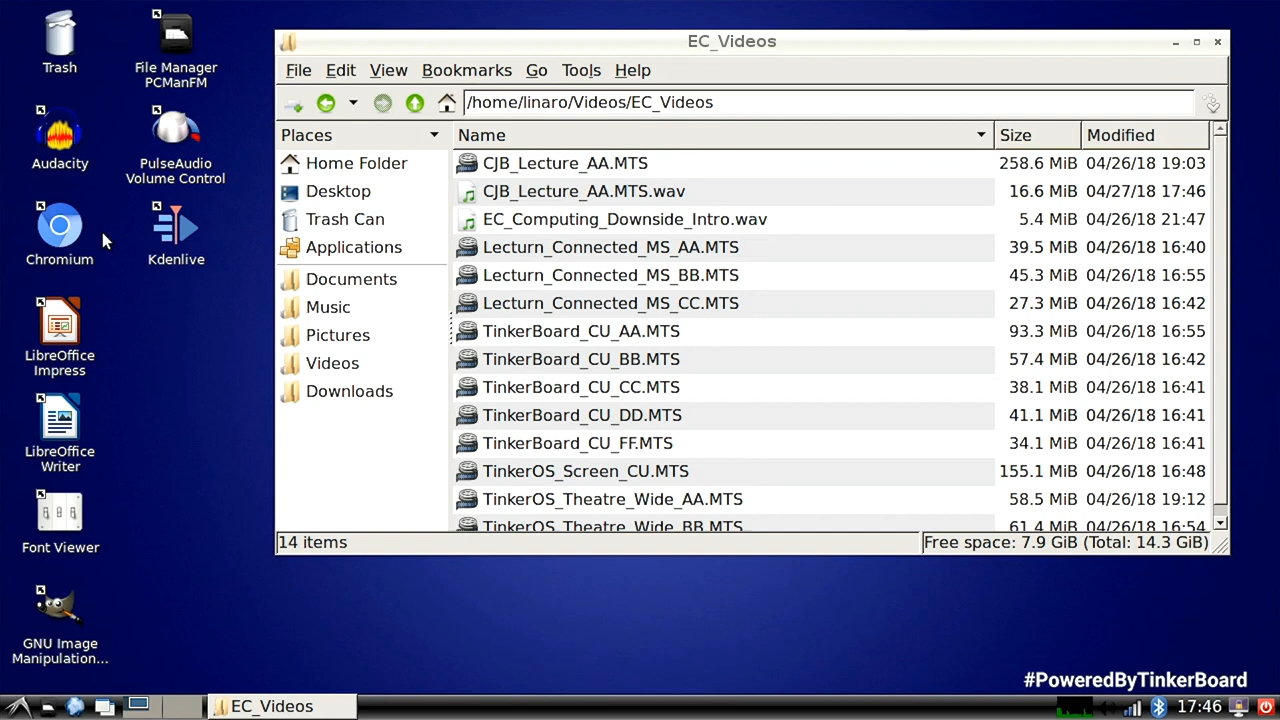 Trash
File Manager
PCManFM
Audacity
PulseAudio
Volume Control
Chromium
Kdenlive
LibreOffice
Impress
LibreOffice
Writer
Font Viewer
GNU Image
Manipulation...
EC_Videos
File Edit View Bookmarks Go Tools Help
/home/linaro/Videos/EC_Videos
Places
Home Folder
Desktop
Trash Can
Applications
Documents
Music
Pictures
Videos
Downloads
Name Size Modified
CJB_Lecture_AA.MTS 258.6 MiB 04/26/18 19:03
CJB_Lecture_AA.MTS.wav 16.6 MiB 04/27/18 17:46
EC_Computing_Downside_Intro.wav 5.4 MiB 04/26/18 21:47
Lecturn_Connected_MS_AA.MTS 39.5 MiB 04/26/18 16:40
Lecturn_Connected_MS_BB.MTS 45.3 MiB 04/26/18 16:55
Lecturn_Connected_MS_CC.MTS 27.3 MiB 04/26/18 16:42
TinkerBoard_CU_AA.MTS 93.3 MiB 04/26/18 16:55
TinkerBoard_CU_BB.MTS 57.4 MiB 04/26/18 16:42
TinkerBoard_CU_CC.MTS 38.1 MiB 04/26/18 16:41
TinkerBoard_CU_DD.MTS 41.1 MiB 04/26/18 16:41
TinkerBoard_CU_FF.MTS 34.1 MiB 04/26/18 16:41
TinkerOS_Screen_CU.MTS 155.1 MiB 04/26/18 16:48
TinkerOS_Theatre_Wide_AA.MTS 58.5 MiB 04/26/18 19:12
TinkerOS_Theatre_Wide_BB.MTS 61.4 MiB 04/26/18 16:54
14 items Free space: 7.9 GiB (Total: 14.3 GiB)
#PoweredByTinkerBoard
EC_Videos 17:46